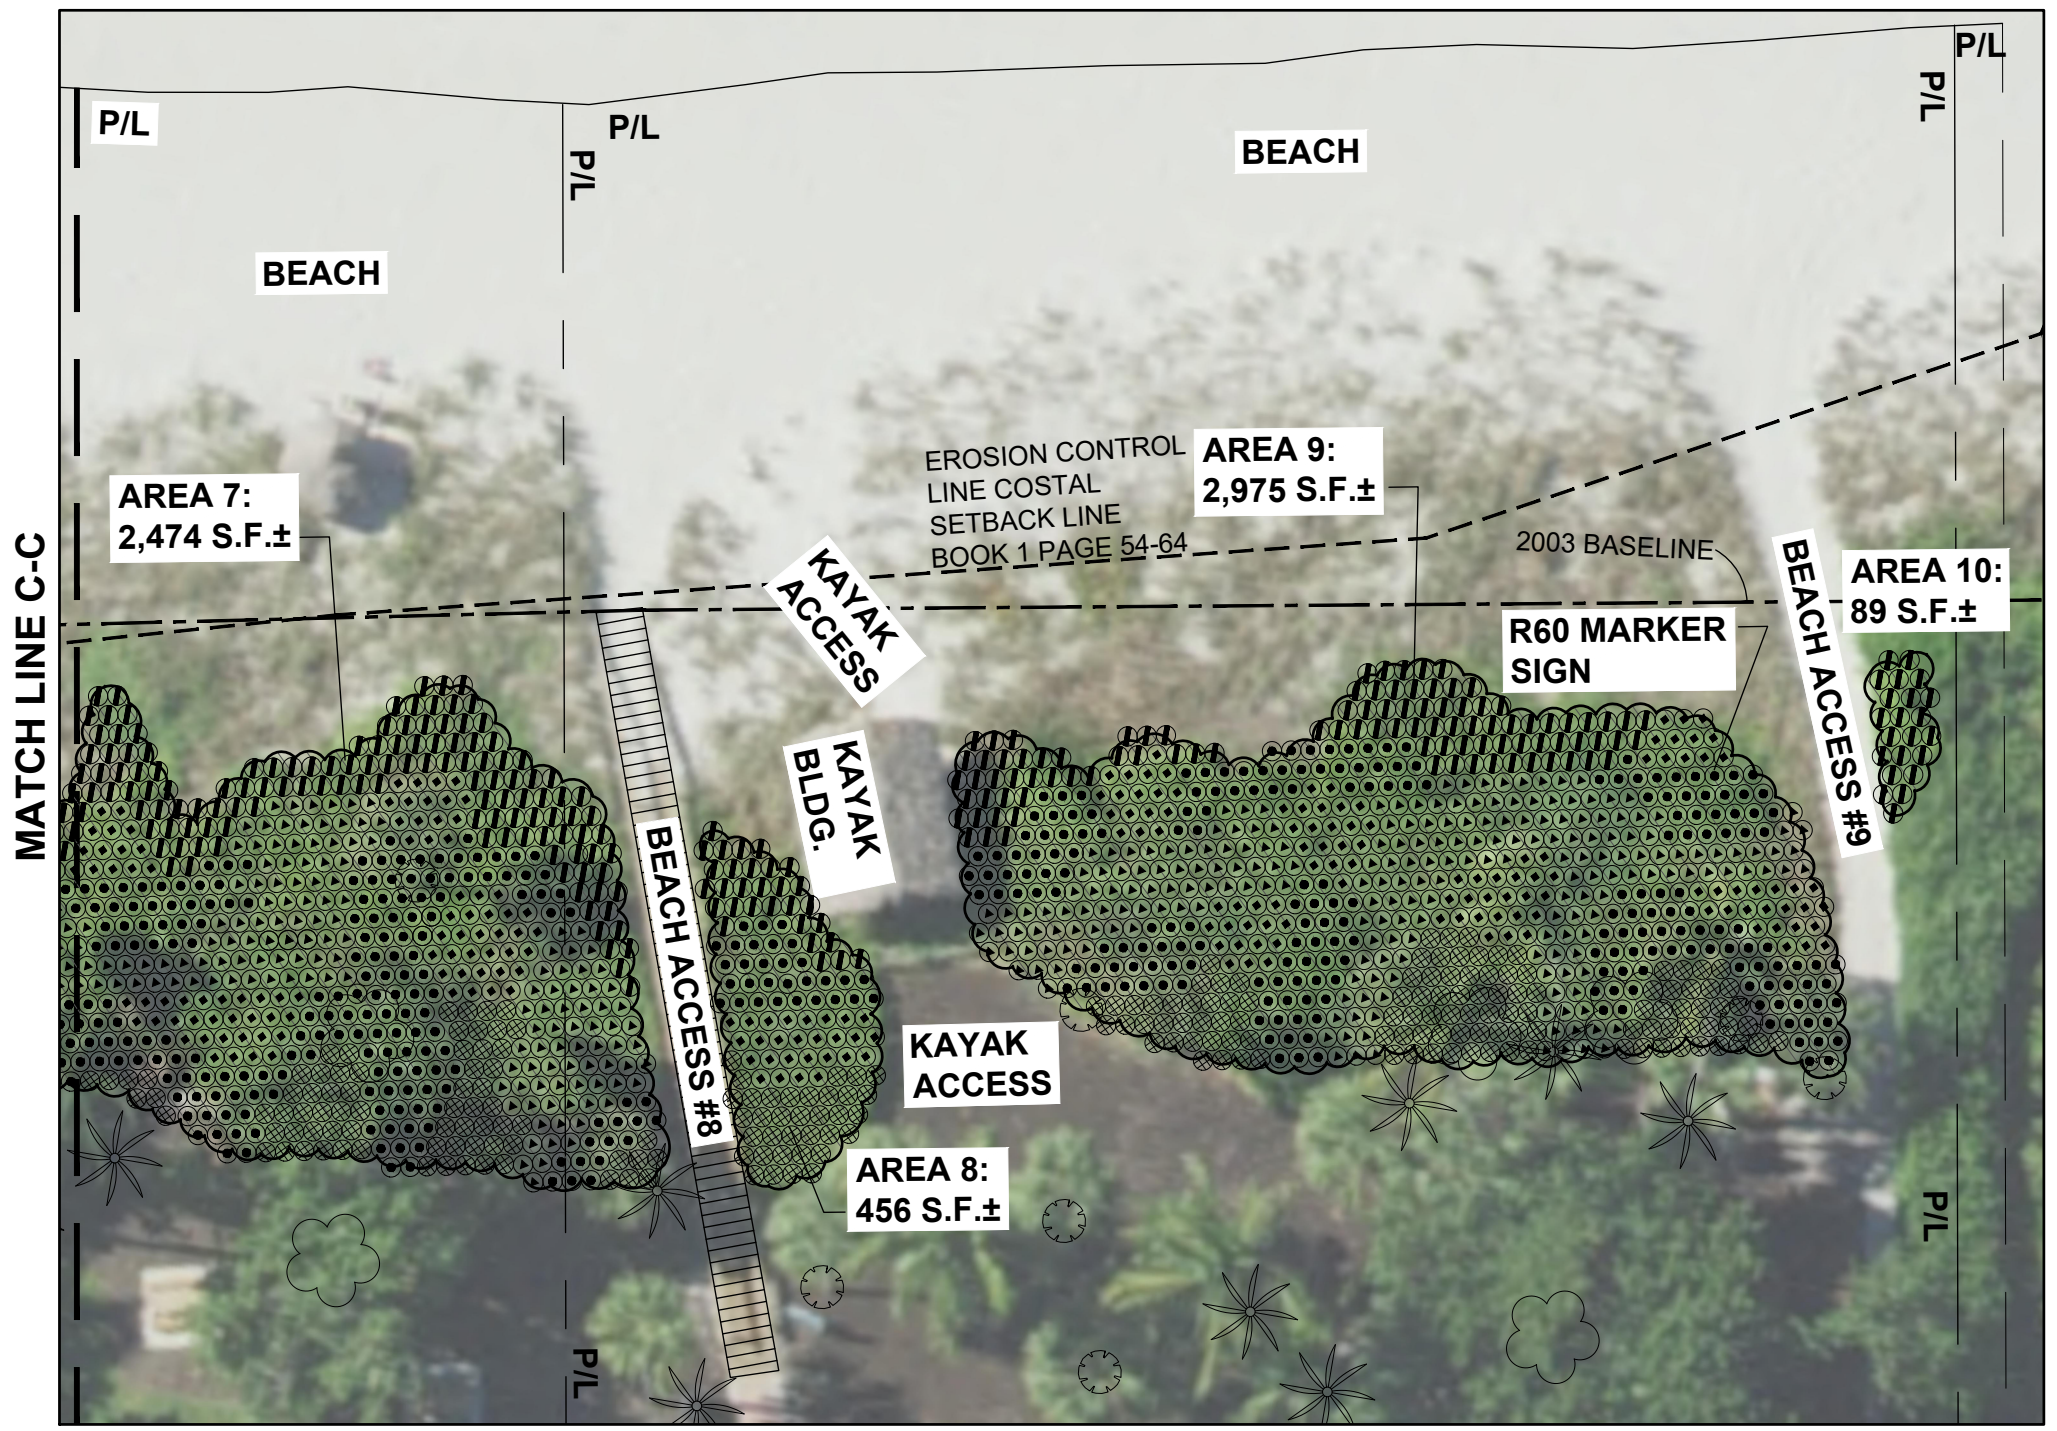 P/L
P/L
P/L
P/L
P/L
BEACH
BEACH
EROSION CONTROL
LINE COSTAL
SETBACK LINE
BOOK 1 PAGE 54-64
AREA 9:
2,975 S.F.±
AREA 7:
2,474 S.F.±
2003 BASELINE
KAYAK
ACCESS
AREA 10:
89 S.F.±
R60 MARKER
SIGN
BEACH ACCESS #9
MATCH LINE C-C
KAYAK
BLDG.
BEACH ACCESS #8
KAYAK
ACCESS
AREA 8:
456 S.F.±
P/L
P/L